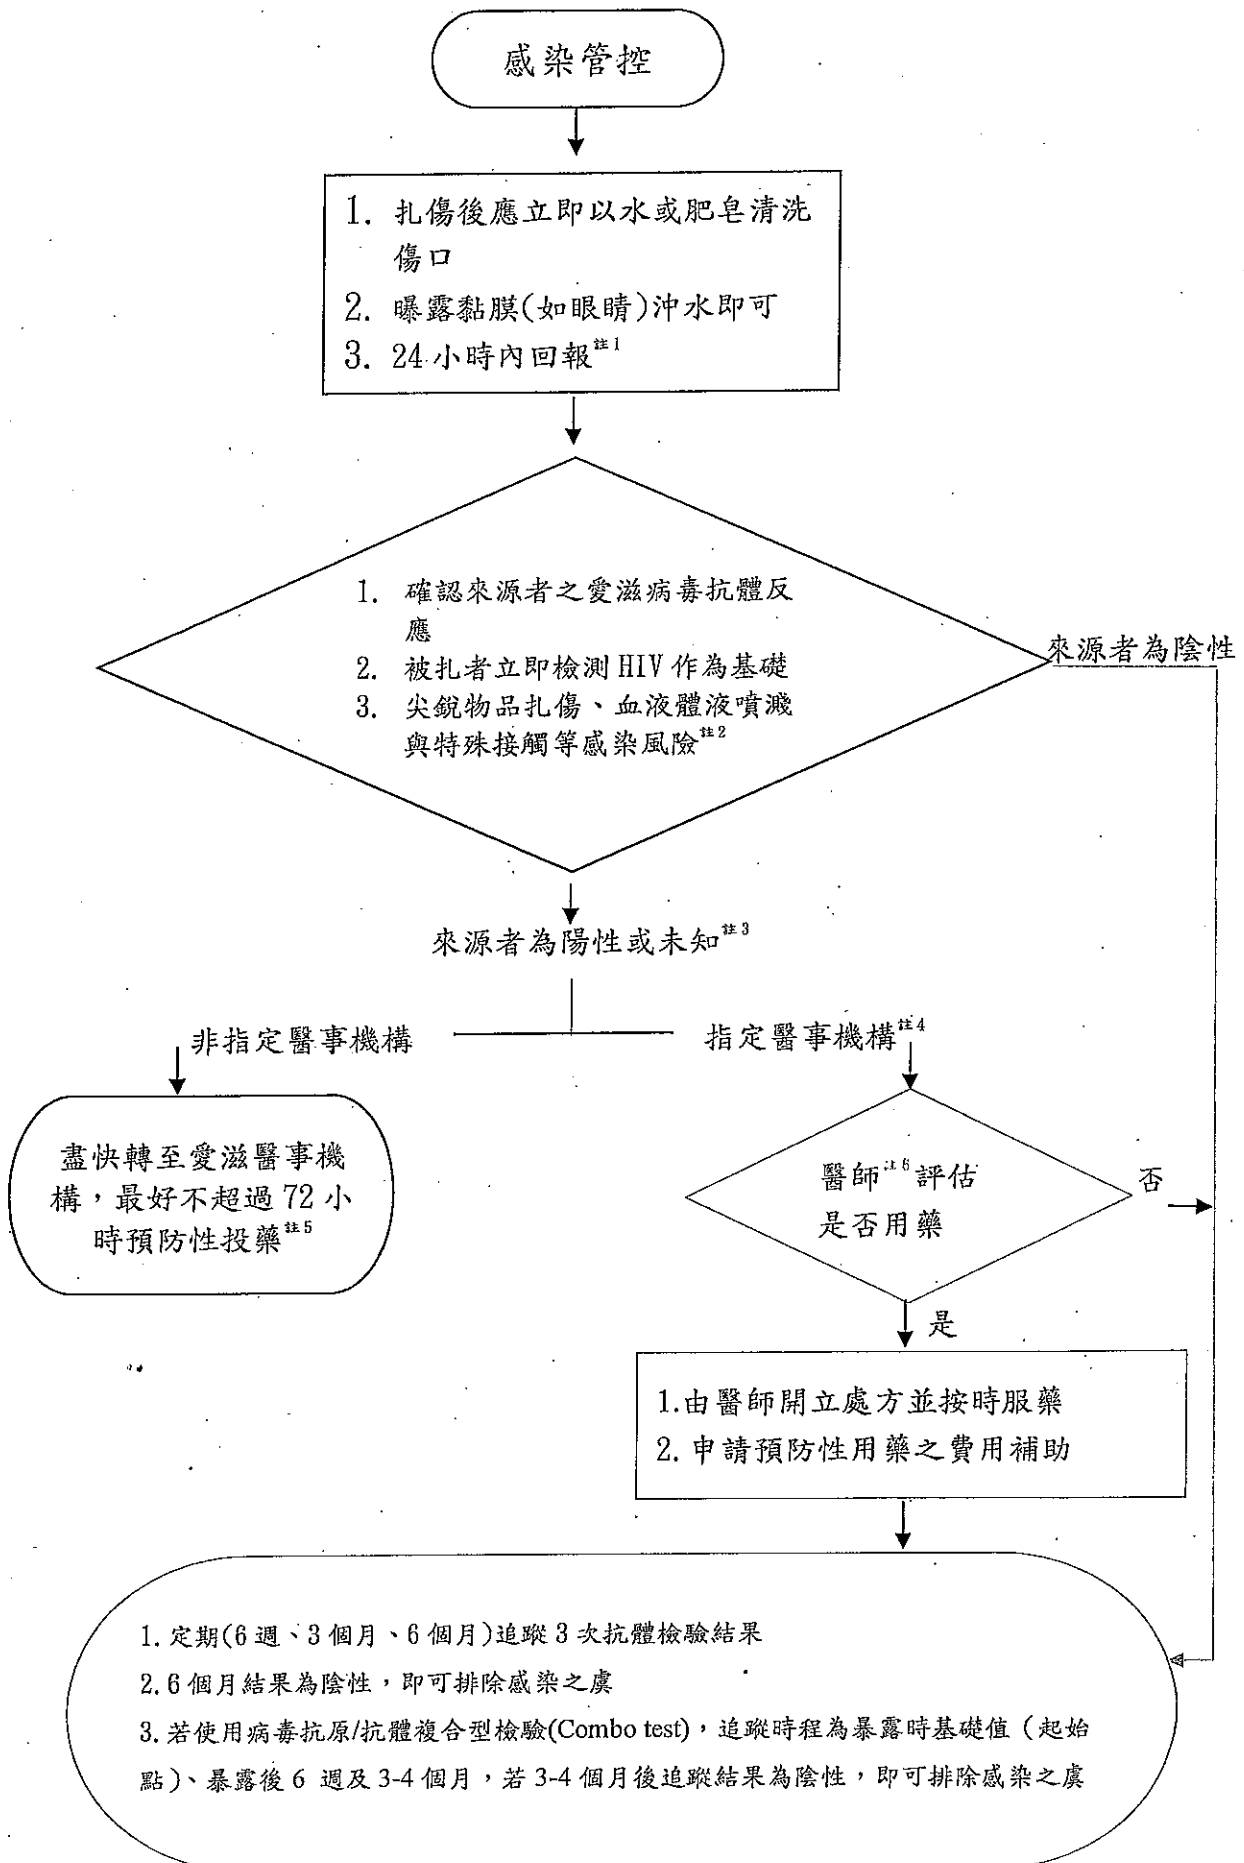 感染管控
1. 扎傷後應立即以水或肥皂清洗
傷口
2. 曝露黏膜(如眼睛)沖水即可
3. 24小時內回報註1
1. 確認來源者之愛滋病毒抗體反
應
2. 被扎者立即檢測HIV作為基礎
3. 尖銳物品扎傷、血液體液噴濺
與特殊接觸等感染風險註2
來源者為陰性
來源者為陽性或未知註3
非指定醫事機構
指定醫事機構註4
盡快轉至愛滋醫事機
構，最好不超過72小
時預防性投藥註5
醫師註6評估
是否用藥
否
是
1.由醫師開立處方並按時服藥
2.申請預防性用藥之費用補助
1.定期(6週、3個月、6個月)追蹤3次抗體檢驗結果
2.6個月結果為陰性，即可排除感染之虞
3.若使用病毒抗原/抗體複合型檢驗(Combo test)，追蹤時程為暴露時基礎值（起始
點）、暴露後6 週及3-4個月，若3-4個月後追蹤結果為陰性，即可排除感染之虞